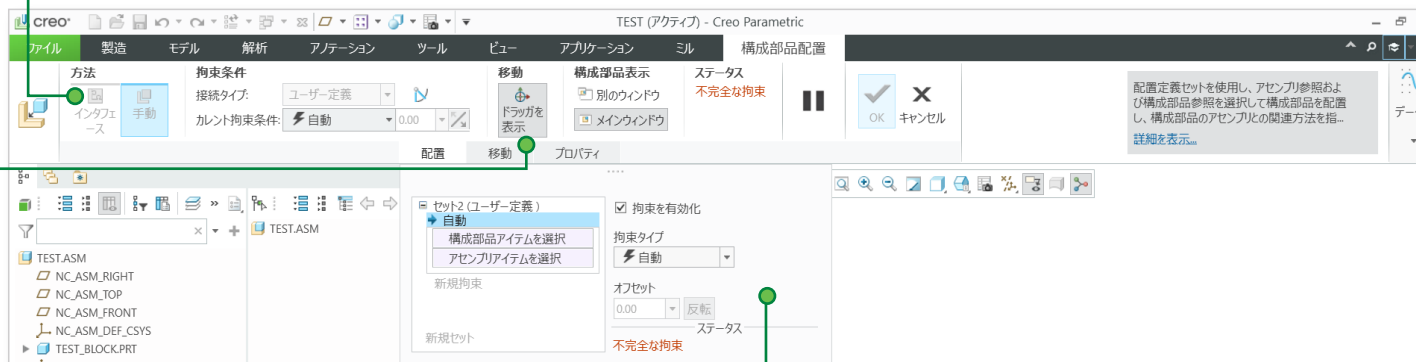 creo
TEST (アクティブ) - Creo Parametric
ファイル 製造 モデル 解析 アノテーション ツール ビュー アプリケーション ミル 構成部品配置
方法 拘束条件 移動 構成部品表示 ステータス
インタフェース
手動
接続タイプ: ユーザー定義
カレント拘束条件: 自動 0.00
ドラッガを
表示
別のウィンドウ
メインウィンドウ
不完全な拘束
OK
キャンセル
配置定義セットを使用し、アセンブリ参照およ
び構成部品参照を選択して構成部品を配置
し、構成部品のアセンブリとの関連方法を指...
詳細を表示...
データ
配置 移動 プロパティ
TEST.ASM
NC_ASM_RIGHT
NC_ASM_TOP
NC_ASM_FRONT
NC_ASM_DEF_CSYS
TEST_BLOCK.PRT
TEST.ASM
セット2 (ユーザー定義)
自動
構成部品アイテムを選択
アセンブリアイテムを選択
新規拘束
新規セット
拘束を有効化
拘束タイプ
自動
オフセット
0.00 反転
ステータス
不完全な拘束